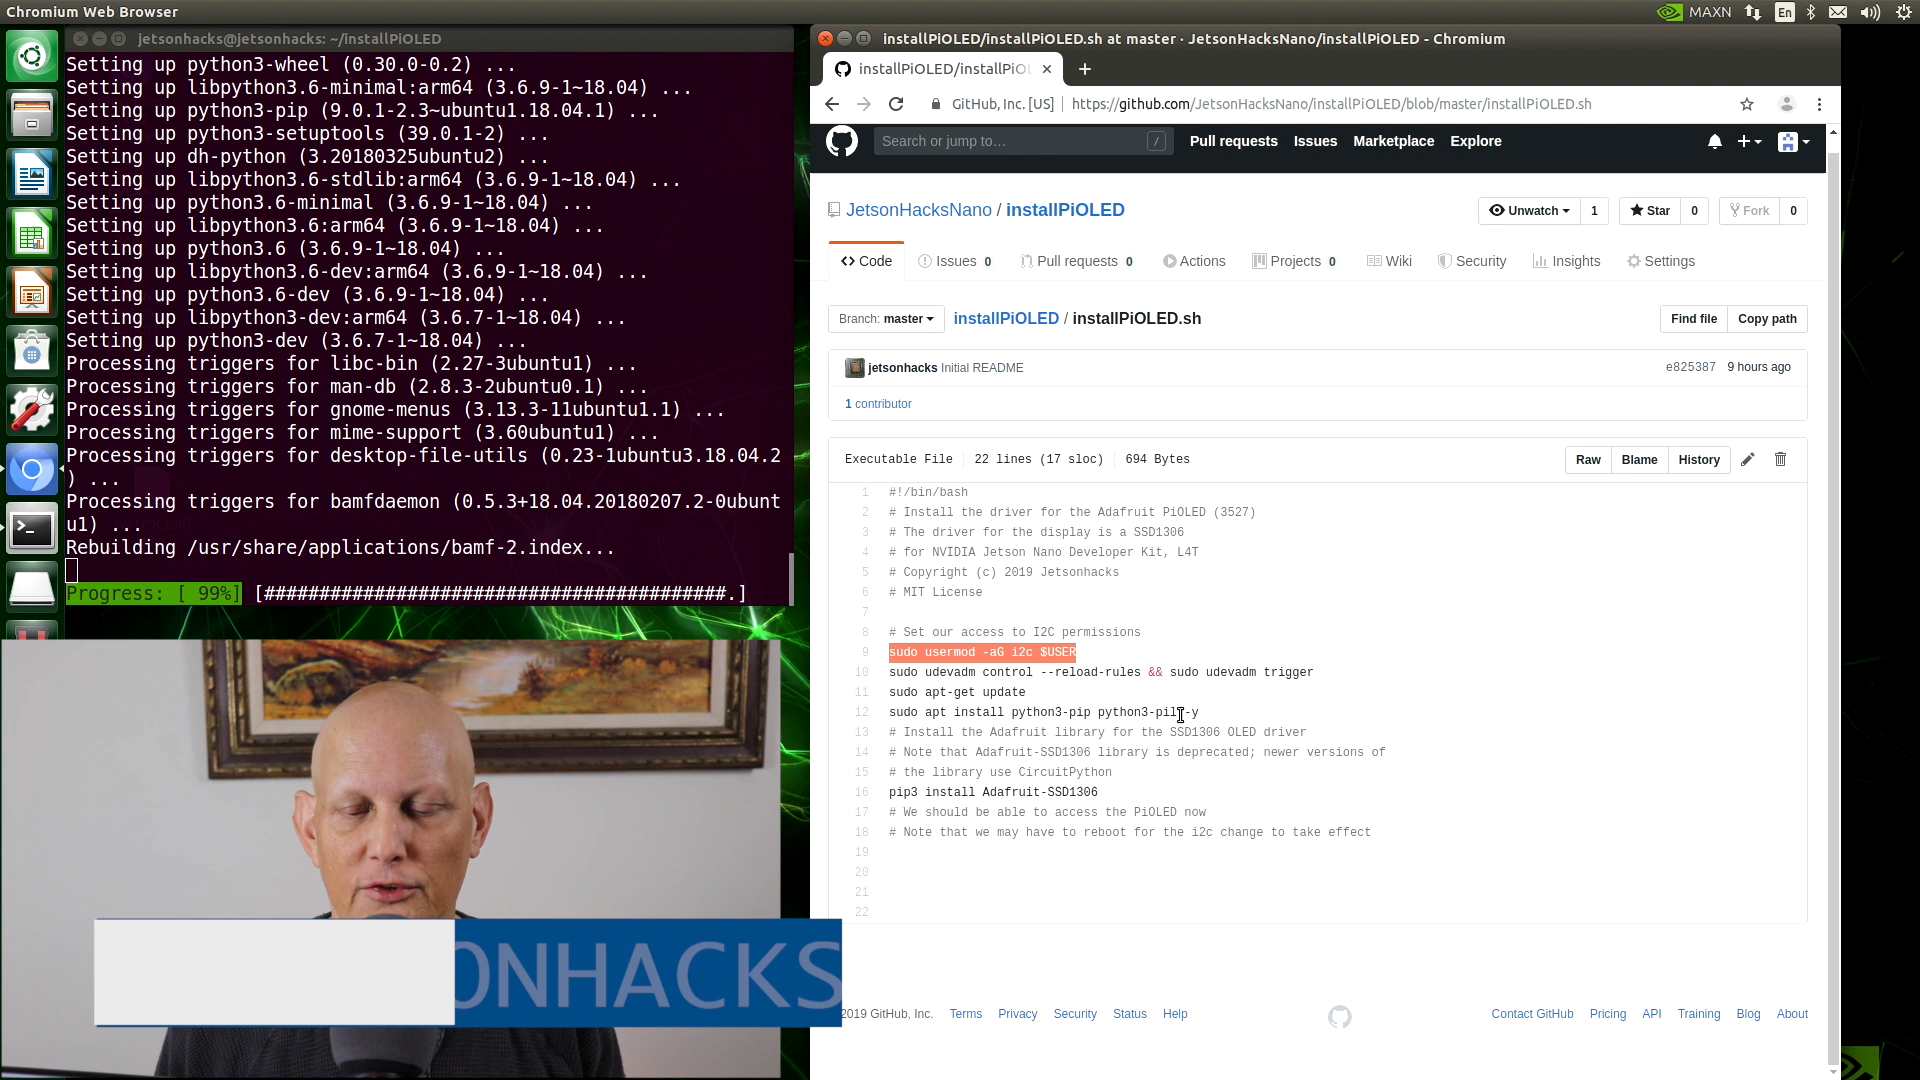 Chromium Web Browser
MAXN
En
jetsonhacks@jetsonhacks: ~/installPiOLED
Setting up python3-wheel (0.30.0-0.2) ...
Setting up libpython3.6-minimal:arm64 (3.6.9-1~18.04) ...
Setting up python3-pip (9.0.1-2.3~ubuntu1.18.04.1) ...
Setting up python3-setuptools (39.0.1-2) ...
Setting up dh-python (3.20180325ubuntu2) ...
Setting up libpython3.6-stdlib:arm64 (3.6.9-1~18.04) ...
Setting up python3.6-minimal (3.6.9-1~18.04) ...
Setting up libpython3.6:arm64 (3.6.9-1~18.04) ...
Setting up python3.6 (3.6.9-1~18.04) ...
Setting up libpython3.6-dev:arm64 (3.6.9-1~18.04) ...
Setting up python3.6-dev (3.6.9-1~18.04) ...
Setting up libpython3-dev:arm64 (3.6.7-1~18.04) ...
Setting up python3-dev (3.6.7-1~18.04) ...
Processing triggers for libc-bin (2.27-3ubuntu1) ...
Processing triggers for man-db (2.8.3-2ubuntu0.1) ...
Processing triggers for gnome-menus (3.13.3-11ubuntu1.1) ...
Processing triggers for mime-support (3.60ubuntu1) ...
Processing triggers for desktop-file-utils (0.23-1ubuntu3.18.04.2
) ...
Processing triggers for bamfdaemon (0.5.3+18.04.20180207.2-0ubunt
u1) ...
Rebuilding /usr/share/applications/bamf-2.index...
Progress: [ 99%] [##########################################.]
ONHACKS
installPiOLED/installPiOLED.sh at master · JetsonHacksNano/installPiOLED - Chromium
installPiOLED/installPiOL
GitHub, Inc. [US] | https://github.com/JetsonHacksNano/installPiOLED/blob/master/installPiOLED.sh
Search or jump to… / Pull requests Issues Marketplace Explore
JetsonHacksNano / installPiOLED
Unwatch 1 Star 0 Fork 0
Code Issues 0 Pull requests 0 Actions Projects 0 Wiki Security Insights Settings
Branch: master installPiOLED / installPiOLED.sh Find file Copy path
jetsonhacks Initial README e825387 9 hours ago
1 contributor
Executable File 22 lines (17 sloc) 694 Bytes Raw Blame History
1 #!/bin/bash
2 # Install the driver for the Adafruit PiOLED (3527)
3 # The driver for the display is a SSD1306
4 # for NVIDIA Jetson Nano Developer Kit, L4T
5 # Copyright (c) 2019 Jetsonhacks
6 # MIT License
7
8 # Set our access to I2C permissions
9 sudo usermod -aG i2c $USER
10 sudo udevadm control --reload-rules && sudo udevadm trigger
11 sudo apt-get update
12 sudo apt install python3-pip python3-pil -y
13 # Install the Adafruit library for the SSD1306 OLED driver
14 # Note that Adafruit-SSD1306 library is deprecated; newer versions of
15 # the library use CircuitPython
16 pip3 install Adafruit-SSD1306
17 # We should be able to access the PiOLED now
18 # Note that we may have to reboot for the i2c change to take effect
19
20
21
22
2019 GitHub, Inc. Terms Privacy Security Status Help Contact GitHub Pricing API Training Blog About